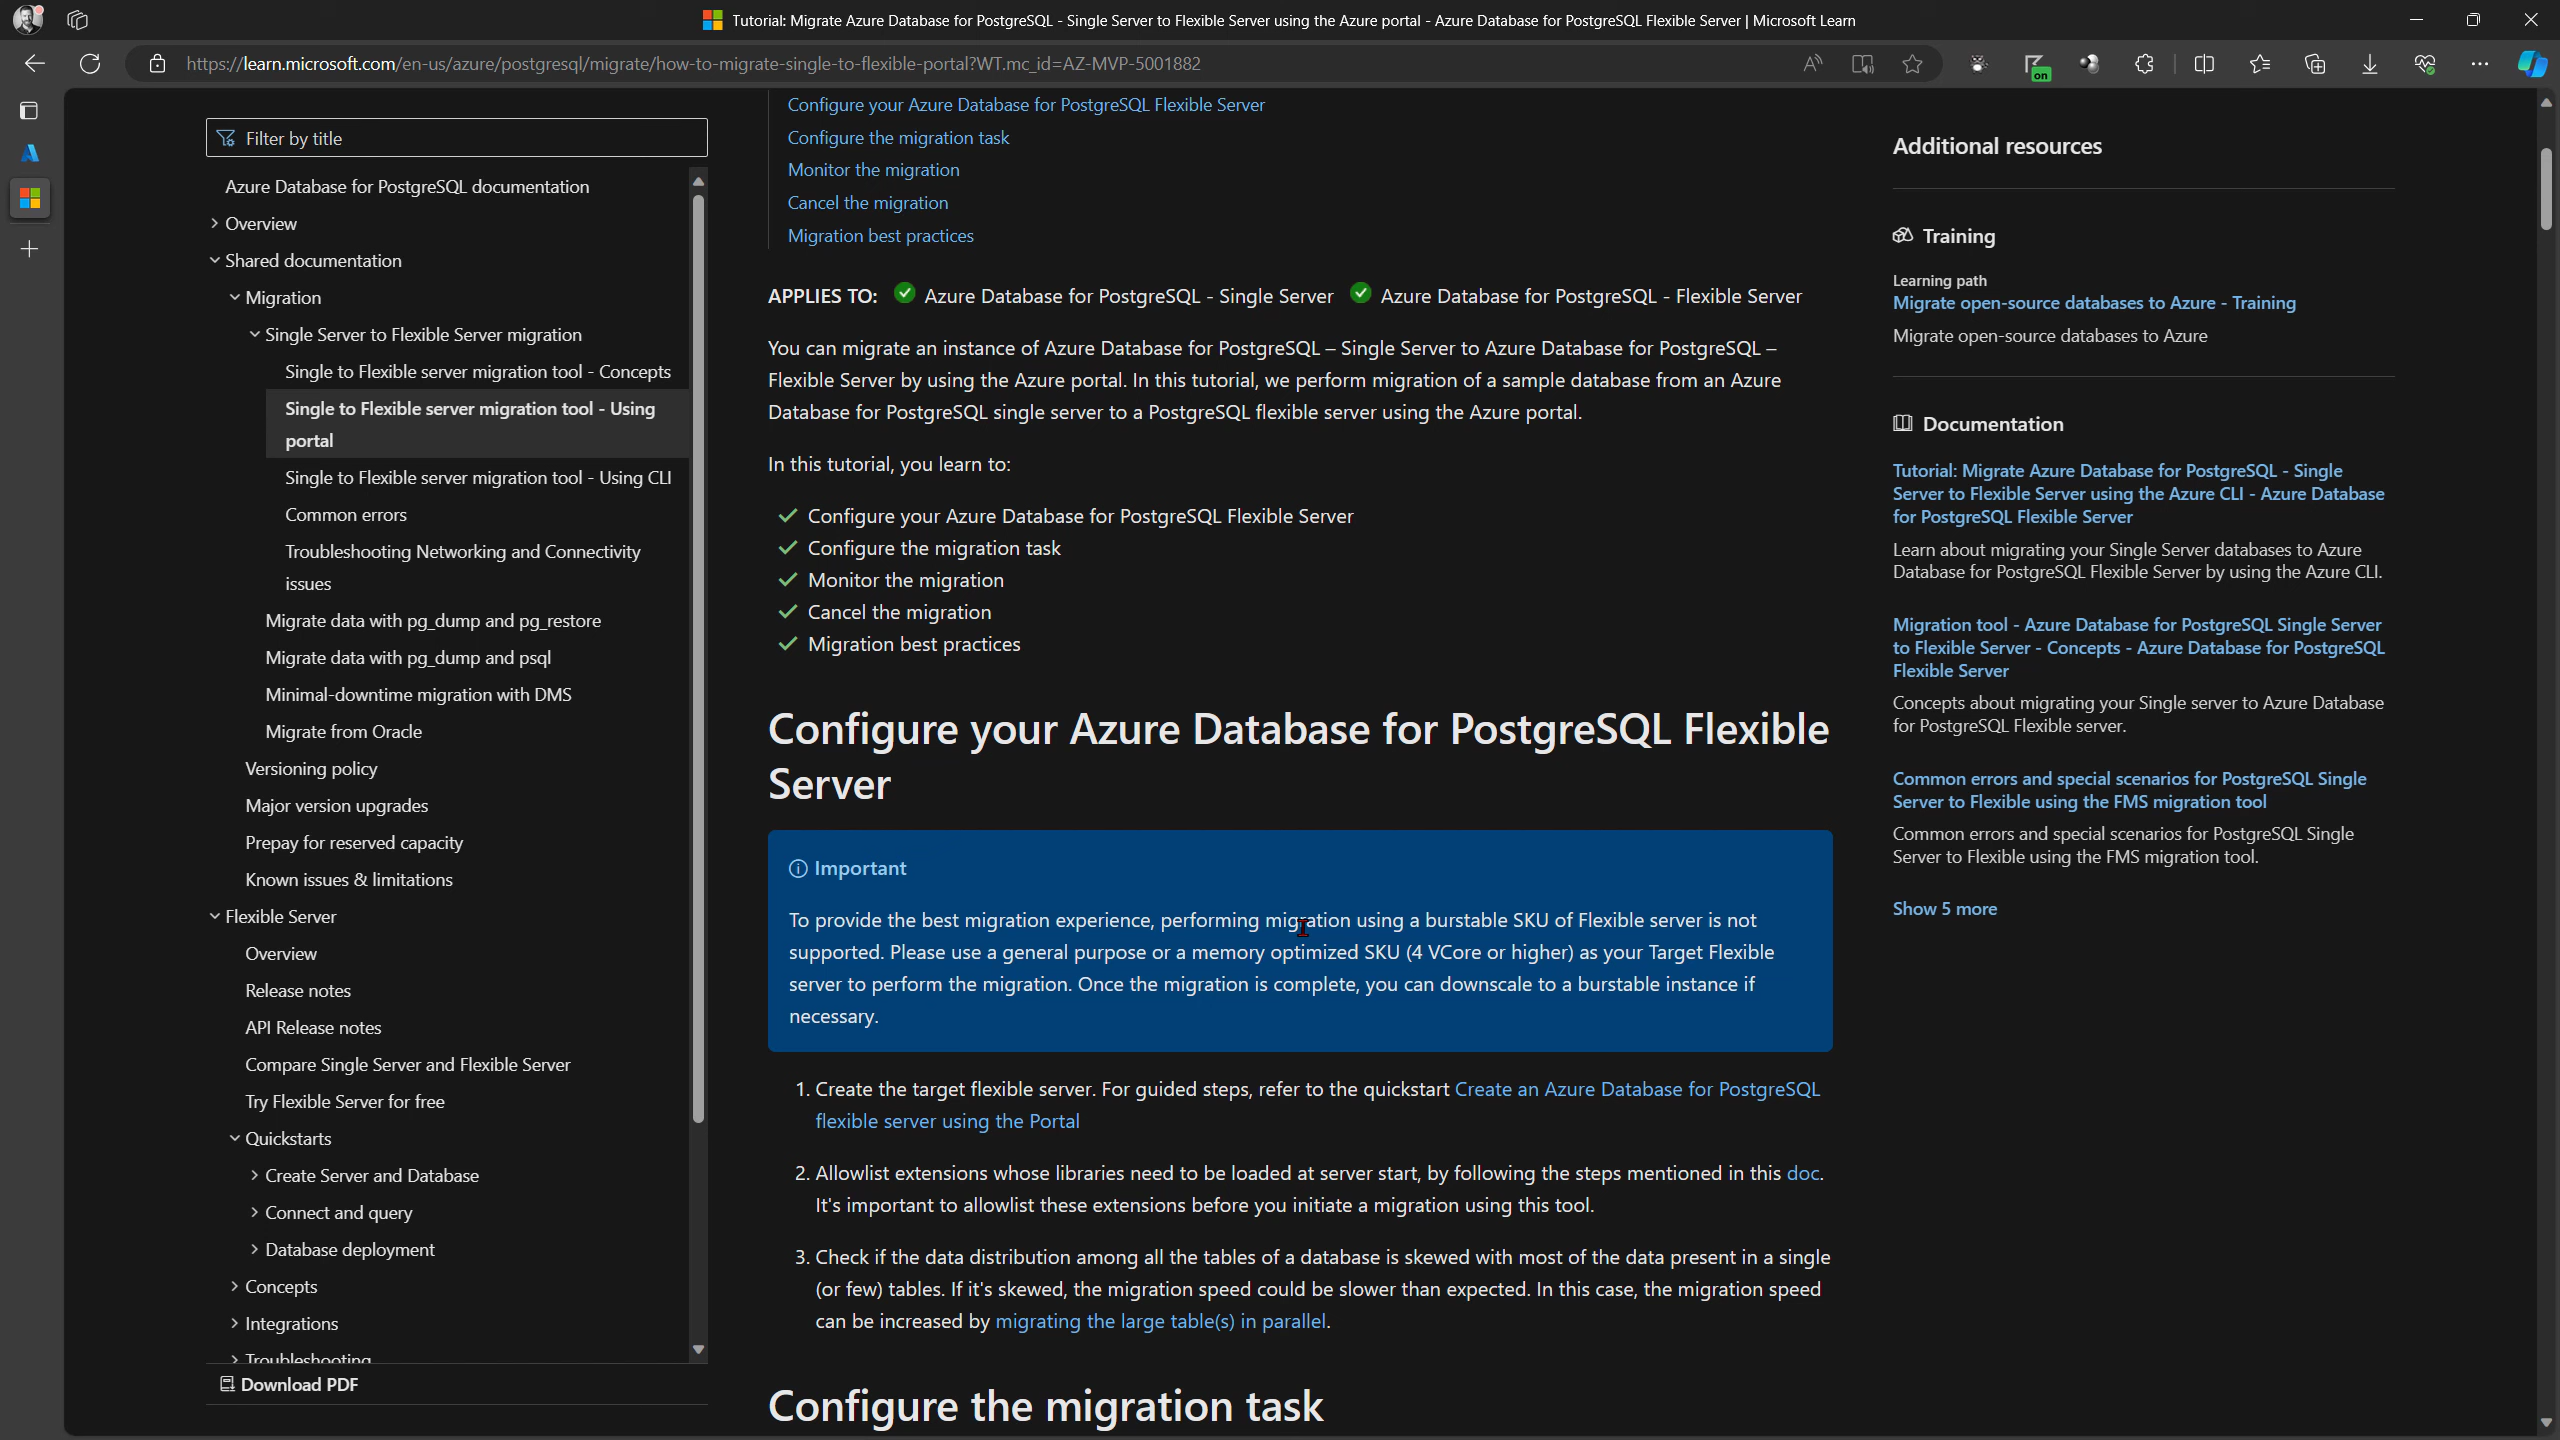 Tutorial: Migrate Azure Database for PostgreSQL - Single Server to Flexible Server using the Azure portal - Azure Database for PostgreSQL Flexible Server | Microsoft Learn
https://learn.microsoft.com/en-us/azure/postgresql/migrate/how-to-migrate-single-to-flexible-portal?WT.mc_id=AZ-MVP-5001882
on
Filter by title
Azure Database for PostgreSQL documentation
Overview
Shared documentation
Migration
Single Server to Flexible Server migration
Single to Flexible server migration tool - Concepts
Single to Flexible server migration tool - Using
portal
Single to Flexible server migration tool - Using CLI
Common errors
Troubleshooting Networking and Connectivity
issues
Migrate data with pg_dump and pg_restore
Migrate data with pg_dump and psql
Minimal-downtime migration with DMS
Migrate from Oracle
Versioning policy
Major version upgrades
Prepay for reserved capacity
Known issues & limitations
Flexible Server
Overview
Release notes
API Release notes
Compare Single Server and Flexible Server
Try Flexible Server for free
Quickstarts
Create Server and Database
Connect and query
Database deployment
Concepts
Integrations
Troubleshooting
Download PDF
Configure your Azure Database for PostgreSQL Flexible Server
Configure the migration task
Monitor the migration
Cancel the migration
Migration best practices
APPLIES TO: Azure Database for PostgreSQL - Single Server Azure Database for PostgreSQL - Flexible Server
You can migrate an instance of Azure Database for PostgreSQL – Single Server to Azure Database for PostgreSQL –
Flexible Server by using the Azure portal. In this tutorial, we perform migration of a sample database from an Azure
Database for PostgreSQL single server to a PostgreSQL flexible server using the Azure portal.
In this tutorial, you learn to:
Configure your Azure Database for PostgreSQL Flexible Server
Configure the migration task
Monitor the migration
Cancel the migration
Migration best practices
Configure your Azure Database for PostgreSQL Flexible
Server
Important
To provide the best migration experience, performing migration using a burstable SKU of Flexible server is not
supported. Please use a general purpose or a memory optimized SKU (4 VCore or higher) as your Target Flexible
server to perform the migration. Once the migration is complete, you can downscale to a burstable instance if
necessary.
1. Create the target flexible server. For guided steps, refer to the quickstart Create an Azure Database for PostgreSQL
flexible server using the Portal
2. Allowlist extensions whose libraries need to be loaded at server start, by following the steps mentioned in this doc.
It's important to allowlist these extensions before you initiate a migration using this tool.
3. Check if the data distribution among all the tables of a database is skewed with most of the data present in a single
(or few) tables. If it's skewed, the migration speed could be slower than expected. In this case, the migration speed
can be increased by migrating the large table(s) in parallel.
Configure the migration task
Additional resources
Training
Learning path
Migrate open-source databases to Azure - Training
Migrate open-source databases to Azure
Documentation
Tutorial: Migrate Azure Database for PostgreSQL - Single
Server to Flexible Server using the Azure CLI - Azure Database
for PostgreSQL Flexible Server
Learn about migrating your Single Server databases to Azure
Database for PostgreSQL Flexible Server by using the Azure CLI.
Migration tool - Azure Database for PostgreSQL Single Server
to Flexible Server - Concepts - Azure Database for PostgreSQL
Flexible Server
Concepts about migrating your Single server to Azure Database
for PostgreSQL Flexible server.
Common errors and special scenarios for PostgreSQL Single
Server to Flexible using the FMS migration tool
Common errors and special scenarios for PostgreSQL Single
Server to Flexible using the FMS migration tool.
Show 5 more